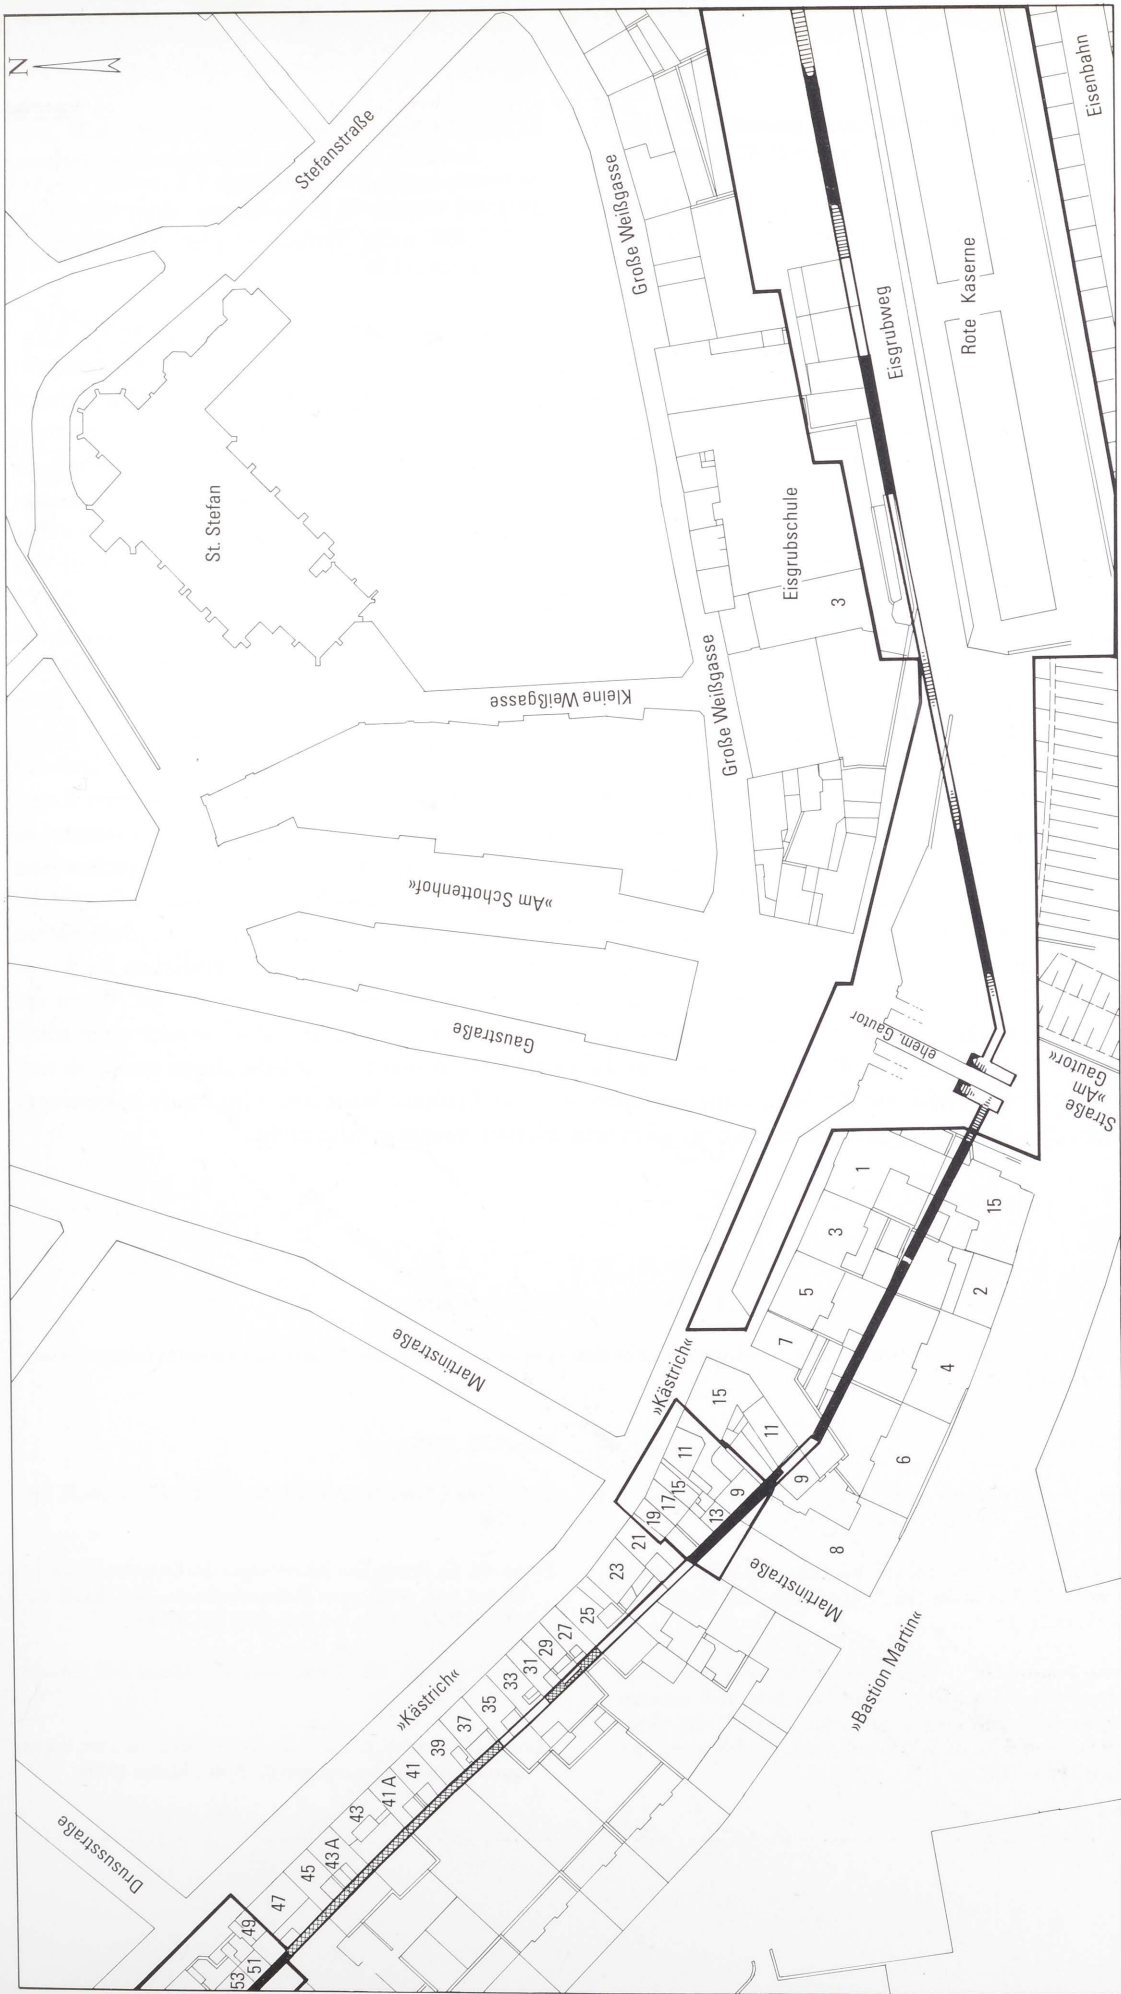 N
Stefanstraße
St. Stefan
Große Weißgasse
Eisgrubweg
Rote Kaserne
Eisenbahn
Eisgrubschule
3
Kleine Weißgasse
Große Weißgasse
»Am Schottenhof«
Gaustraße
ehem. Gautor
Straße
»Am
Gautor«
Martinstraße
1
3
5
7
15
2
4
6
8
»Kästrich«
15
11
9
11
15
17
19
9
13
21
23
25
27
29
31
33
35
37
39
41
41 A
43
43 A
45
47
49
51
53
Martinstraße
»Bastion Martin«
»Kästrich«
Drususstraße